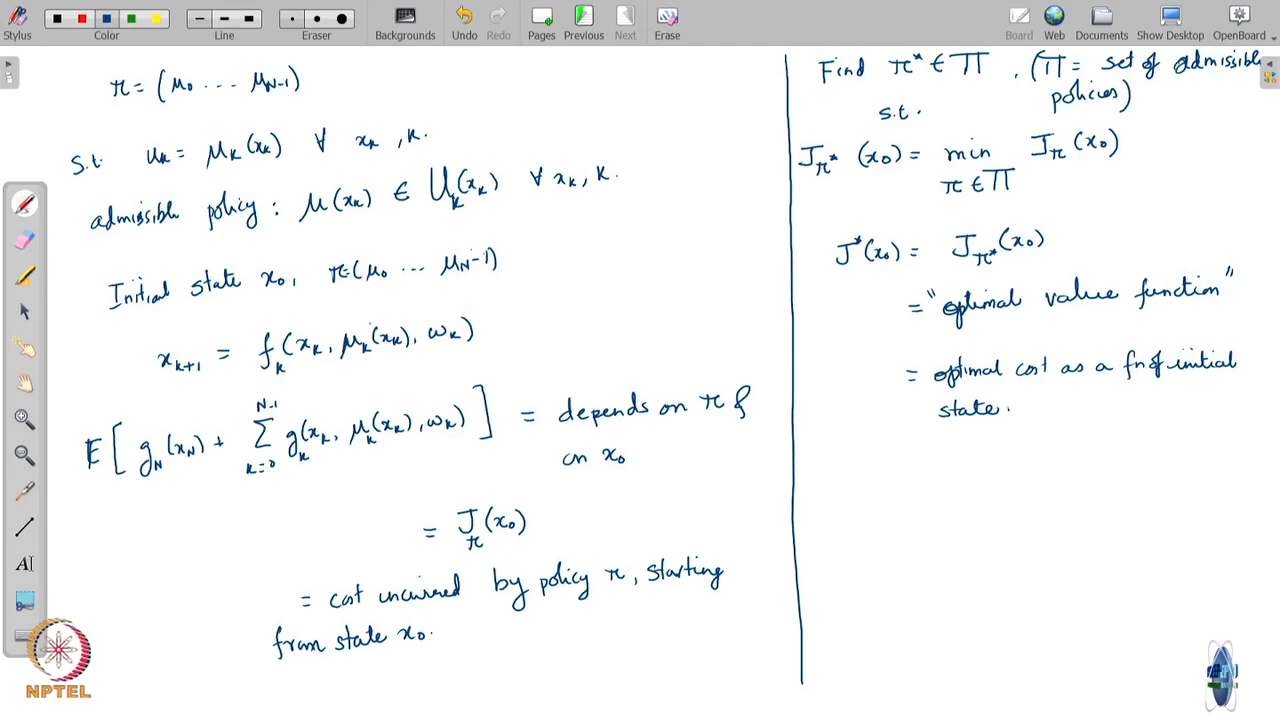 Stylus
Color
Line
Eraser
Backgrounds
Undo
Redo
Pages
Previous
Next
Erase
Board
Web
Documents
Show Desktop
OpenBoard
π = (μ₀ ... μ_{N-1})
s.t. u_k = μ_k(x_k) ∀ x_k, k.
admissible policy: μ(x_k) ∈ U_k(x_k) ∀ x_k, k.
Initial state x₀, π=(μ₀ ... μ_{N-1})
x_{k+1} = f_k(x_k, μ_k(x_k), ω_k)
E[ g_N(x_N) + Σ_{k=0}^{N-1} g_k(x_k, μ_k(x_k), ω_k) ] = depends on π &
on x₀
= J_π(x₀)
= cost incurred by policy π, starting
from state x₀.
Find π* ∈ Π, (Π = set of admissible
policies)
s.t.
J_{π*}(x₀) = min_{π ∈ Π} J_π(x₀)
J*(x₀) = J_{π*}(x₀)
= "optimal value function"
= optimal cost as a fn of initial
state.
NPTEL